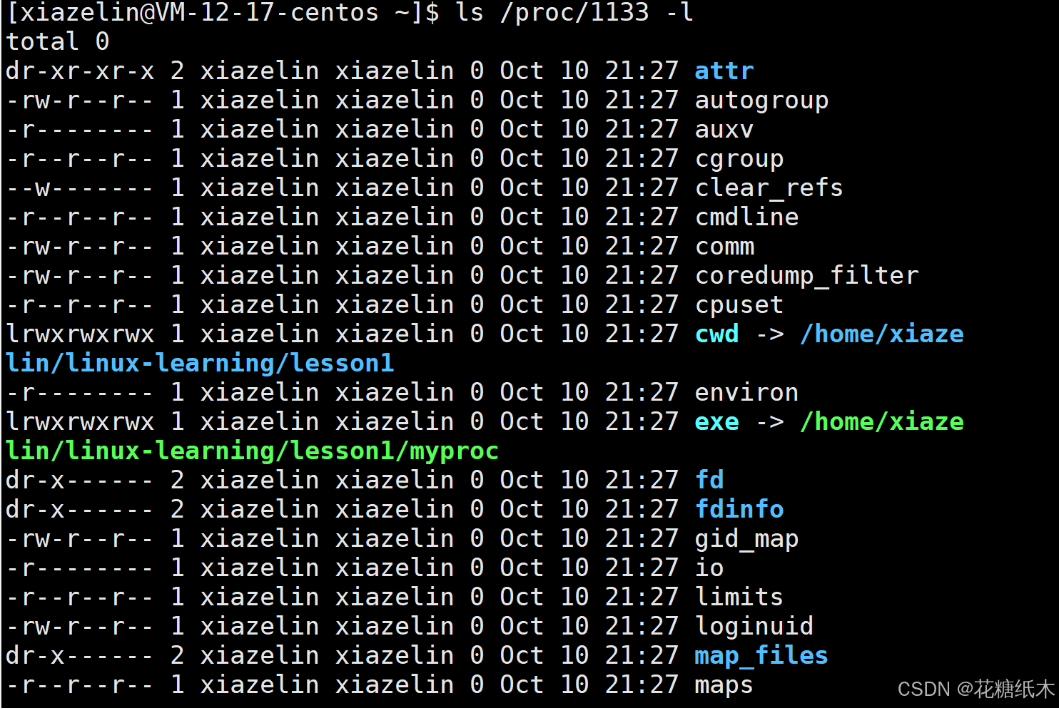 [xiazelin@VM-12-17-centos ~]$ ls /proc/1133 -l
total 0
dr-xr-xr-x 2 xiazelin xiazelin 0 Oct 10 21:27 attr
-rw-r--r-- 1 xiazelin xiazelin 0 Oct 10 21:27 autogroup
-r-------- 1 xiazelin xiazelin 0 Oct 10 21:27 auxv
-r--r--r-- 1 xiazelin xiazelin 0 Oct 10 21:27 cgroup
--w------- 1 xiazelin xiazelin 0 Oct 10 21:27 clear_refs
-r--r--r-- 1 xiazelin xiazelin 0 Oct 10 21:27 cmdline
-rw-r--r-- 1 xiazelin xiazelin 0 Oct 10 21:27 comm
-rw-r--r-- 1 xiazelin xiazelin 0 Oct 10 21:27 coredump_filter
-r--r--r-- 1 xiazelin xiazelin 0 Oct 10 21:27 cpuset
lrwxrwxrwx 1 xiazelin xiazelin 0 Oct 10 21:27 cwd -> /home/xiaze
lin/linux-learning/lesson1
-r-------- 1 xiazelin xiazelin 0 Oct 10 21:27 environ
lrwxrwxrwx 1 xiazelin xiazelin 0 Oct 10 21:27 exe -> /home/xiaze
lin/linux-learning/lesson1/myproc
dr-x------ 2 xiazelin xiazelin 0 Oct 10 21:27 fd
dr-x------ 2 xiazelin xiazelin 0 Oct 10 21:27 fdinfo
-rw-r--r-- 1 xiazelin xiazelin 0 Oct 10 21:27 gid_map
-r-------- 1 xiazelin xiazelin 0 Oct 10 21:27 io
-r--r--r-- 1 xiazelin xiazelin 0 Oct 10 21:27 limits
-rw-r--r-- 1 xiazelin xiazelin 0 Oct 10 21:27 loginuid
dr-x------ 2 xiazelin xiazelin 0 Oct 10 21:27 map_files
-r--r--r-- 1 xiazelin xiazelin 0 Oct 10 21:27 maps
CSDN @花糖纸木